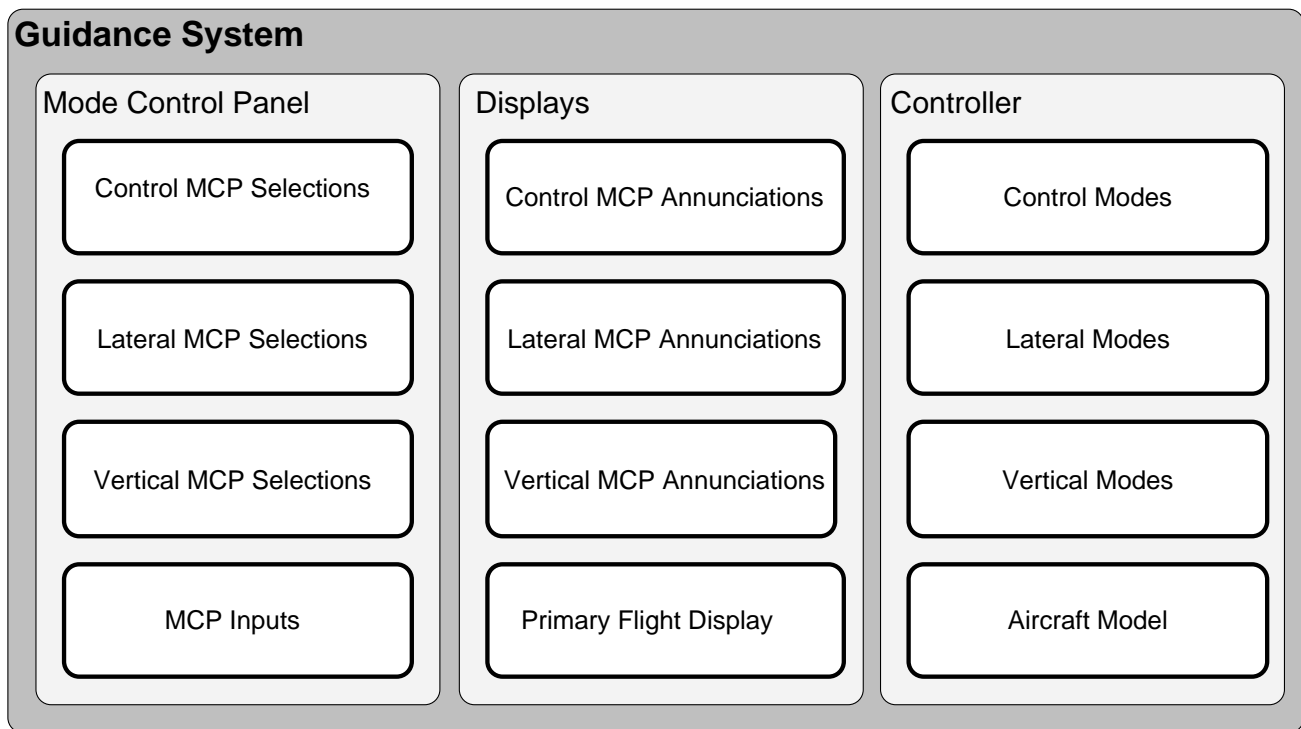 Guidance System
Mode Control Panel
Control MCP Selections
Lateral MCP Selections
Vertical MCP Selections
MCP Inputs
Displays
Control MCP Annunciations
Lateral MCP Annunciations
Vertical MCP Annunciations
Primary Flight Display
Controller
Control Modes
Lateral Modes
Vertical Modes
Aircraft Model